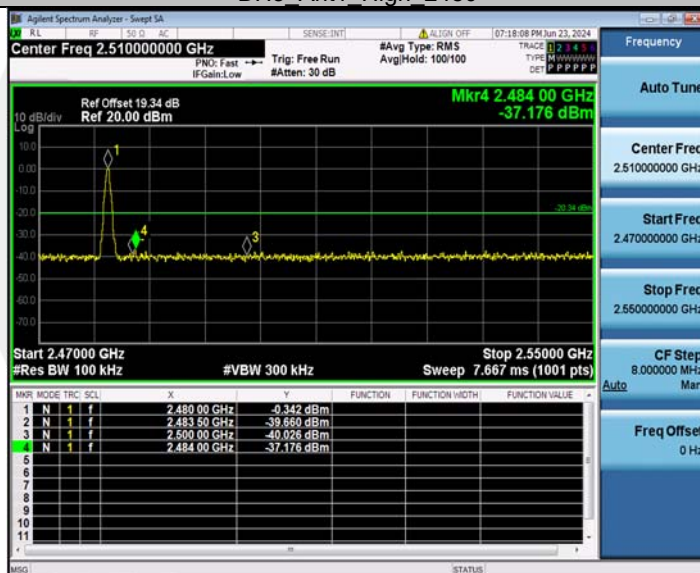 Agilent Spectrum Analyzer - Swept SA
RL RF 50 Ω AC SENSE:INT ALIGN OFF 07:18:08 PM Jun 23, 2024
Center Freq 2.510000000 GHz
PNO: Fast
IFGain:Low
Trig: Free Run
#Atten: 30 dB
#Avg Type: RMS
Avg|Hold: 100/100
TRACE 1 2 3 4 5 6
TYPE M WWWWW
DET P P P P P P
Ref Offset 19.34 dB
10 dB/div Ref 20.00 dBm
Log
Mkr4 2.484 00 GHz
-37.176 dBm
10.0
0.00
-10.0
-20.0
-30.0
-40.0
-50.0
-60.0
-70.0
1
4
3
-20.34 dBm
Start 2.47000 GHz Stop 2.55000 GHz
#Res BW 100 kHz #VBW 300 kHz Sweep 7.667 ms (1001 pts)
MKR MODE TRC SCL X Y FUNCTION FUNCTION WIDTH FUNCTION VALUE
1 N 1 f 2.480 00 GHz -0.342 dBm
2 N 1 f 2.483 50 GHz -39.660 dBm
3 N 1 f 2.500 00 GHz -40.026 dBm
4 N 1 f 2.484 00 GHz -37.176 dBm
5
6
7
8
9
10
11
MSG STATUS
Frequency
Auto Tune
Center Freq
2.510000000 GHz
Start Freq
2.470000000 GHz
Stop Freq
2.550000000 GHz
CF Step
8.000000 MHz
Auto Man
Freq Offset
0 Hz